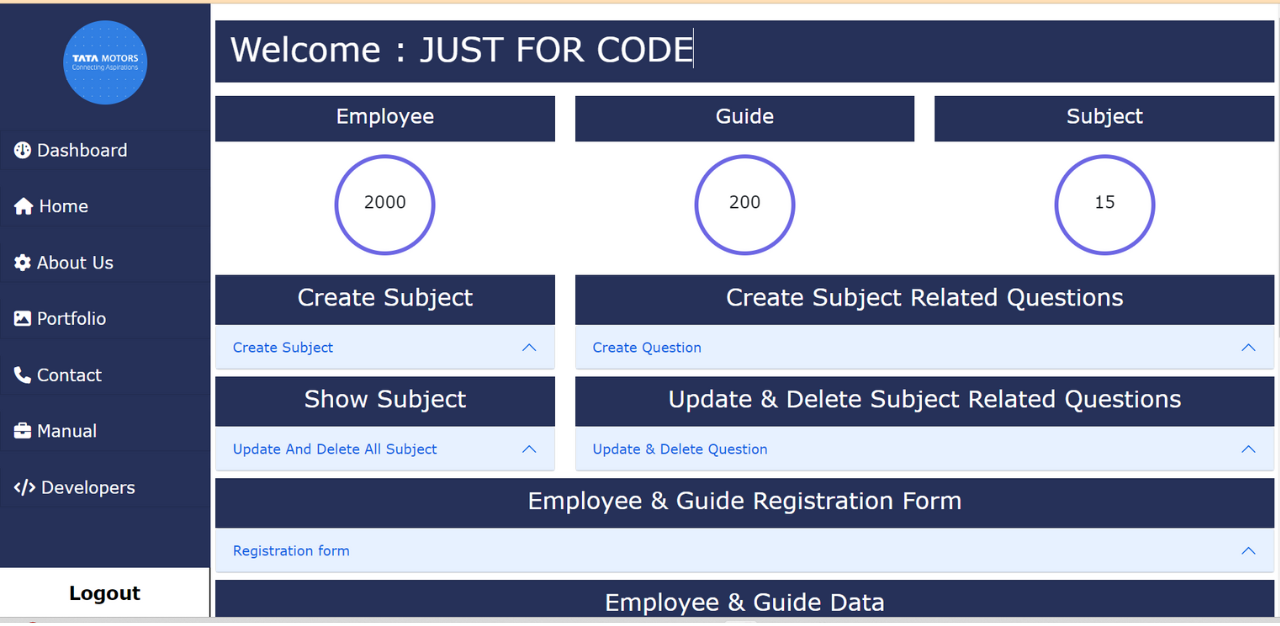 TATA MOTORS
Connecting Aspirations
Dashboard
Home
About Us
Portfolio
Contact
Manual
Developers
Logout
Welcome : JUST FOR CODE
Employee
Guide
Subject
2000
200
15
Create Subject
Create Subject Related Questions
Create Subject
Create Question
Show Subject
Update & Delete Subject Related Questions
Update And Delete All Subject
Update & Delete Question
Employee & Guide Registration Form
Registration form
Employee & Guide Data